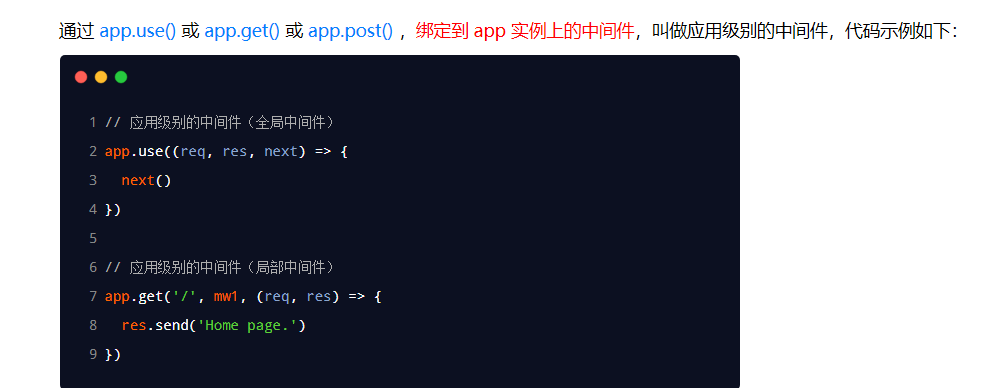 通过 app.use() 或 app.get() 或 app.post() ，绑定到 app 实例上的中间件，叫做应用级别的中间件，代码示例如下：
1 // 应用级别的中间件（全局中间件）
2 app.use((req, res, next) => {
3   next()
4 })
5
6 // 应用级别的中间件（局部中间件）
7 app.get('/', mw1, (req, res) => {
8   res.send('Home page.')
9 })